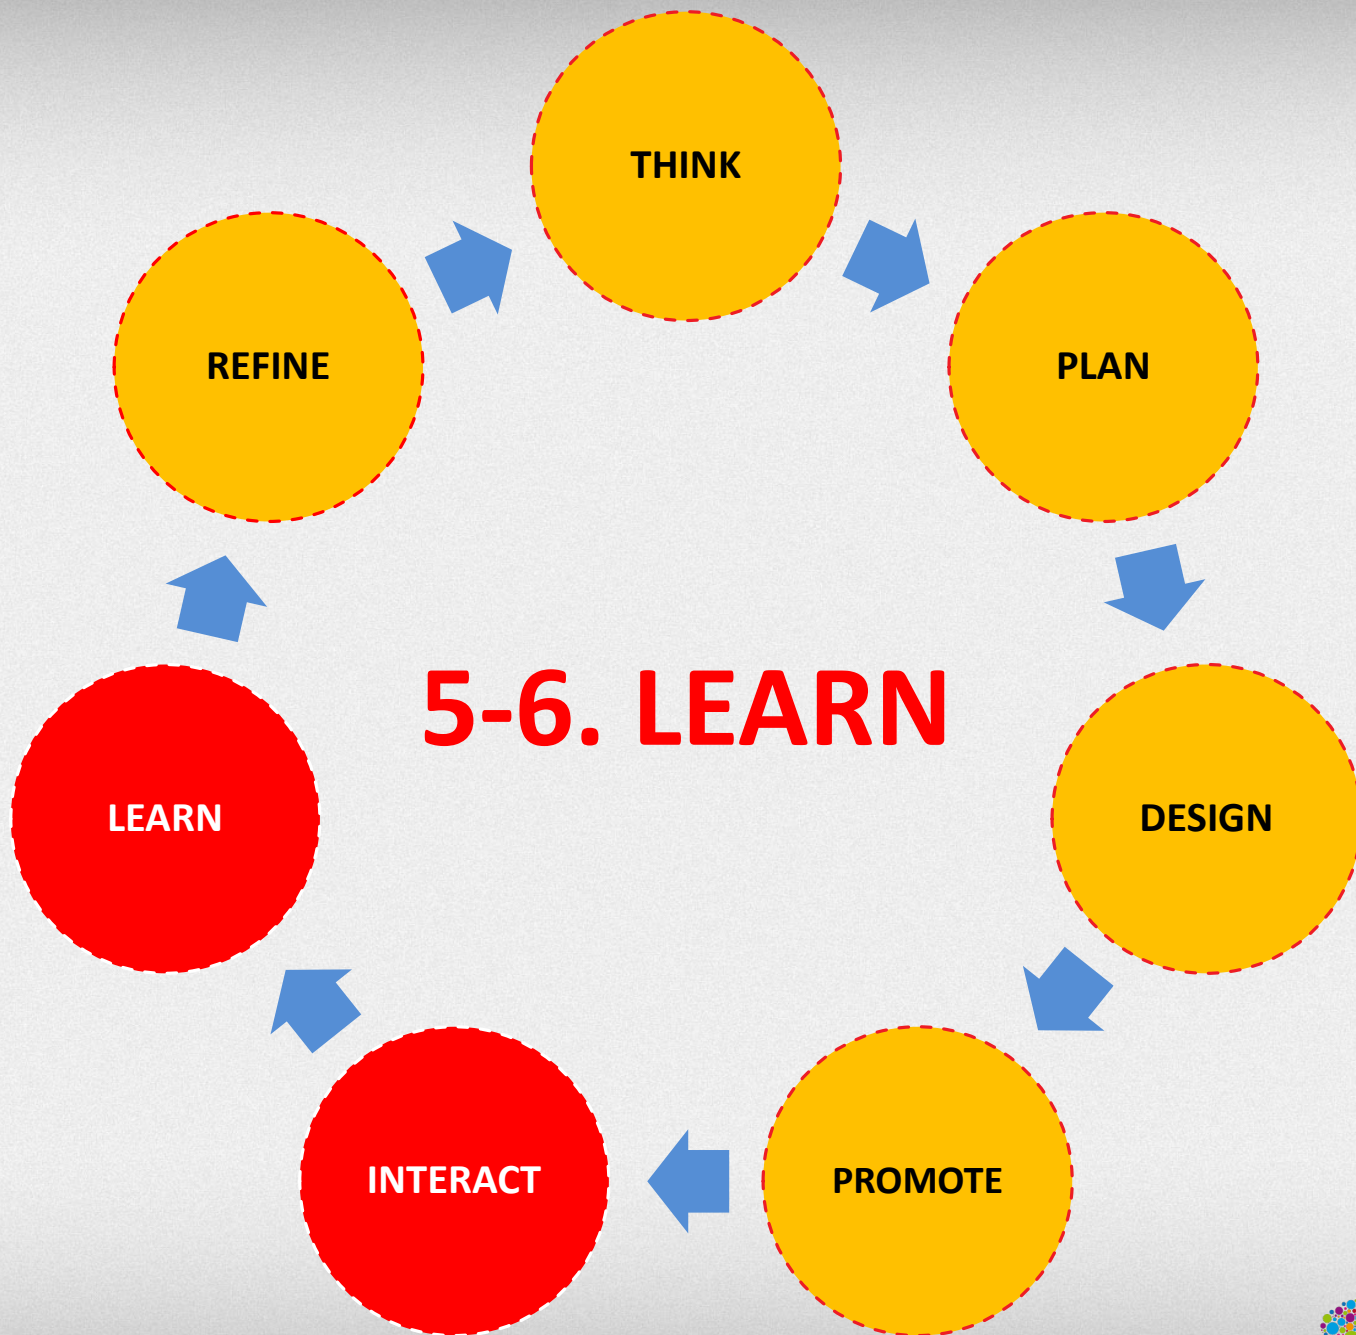 THINK
PLAN
DESIGN
PROMOTE
INTERACT
LEARN
REFINE
5-6. LEARN